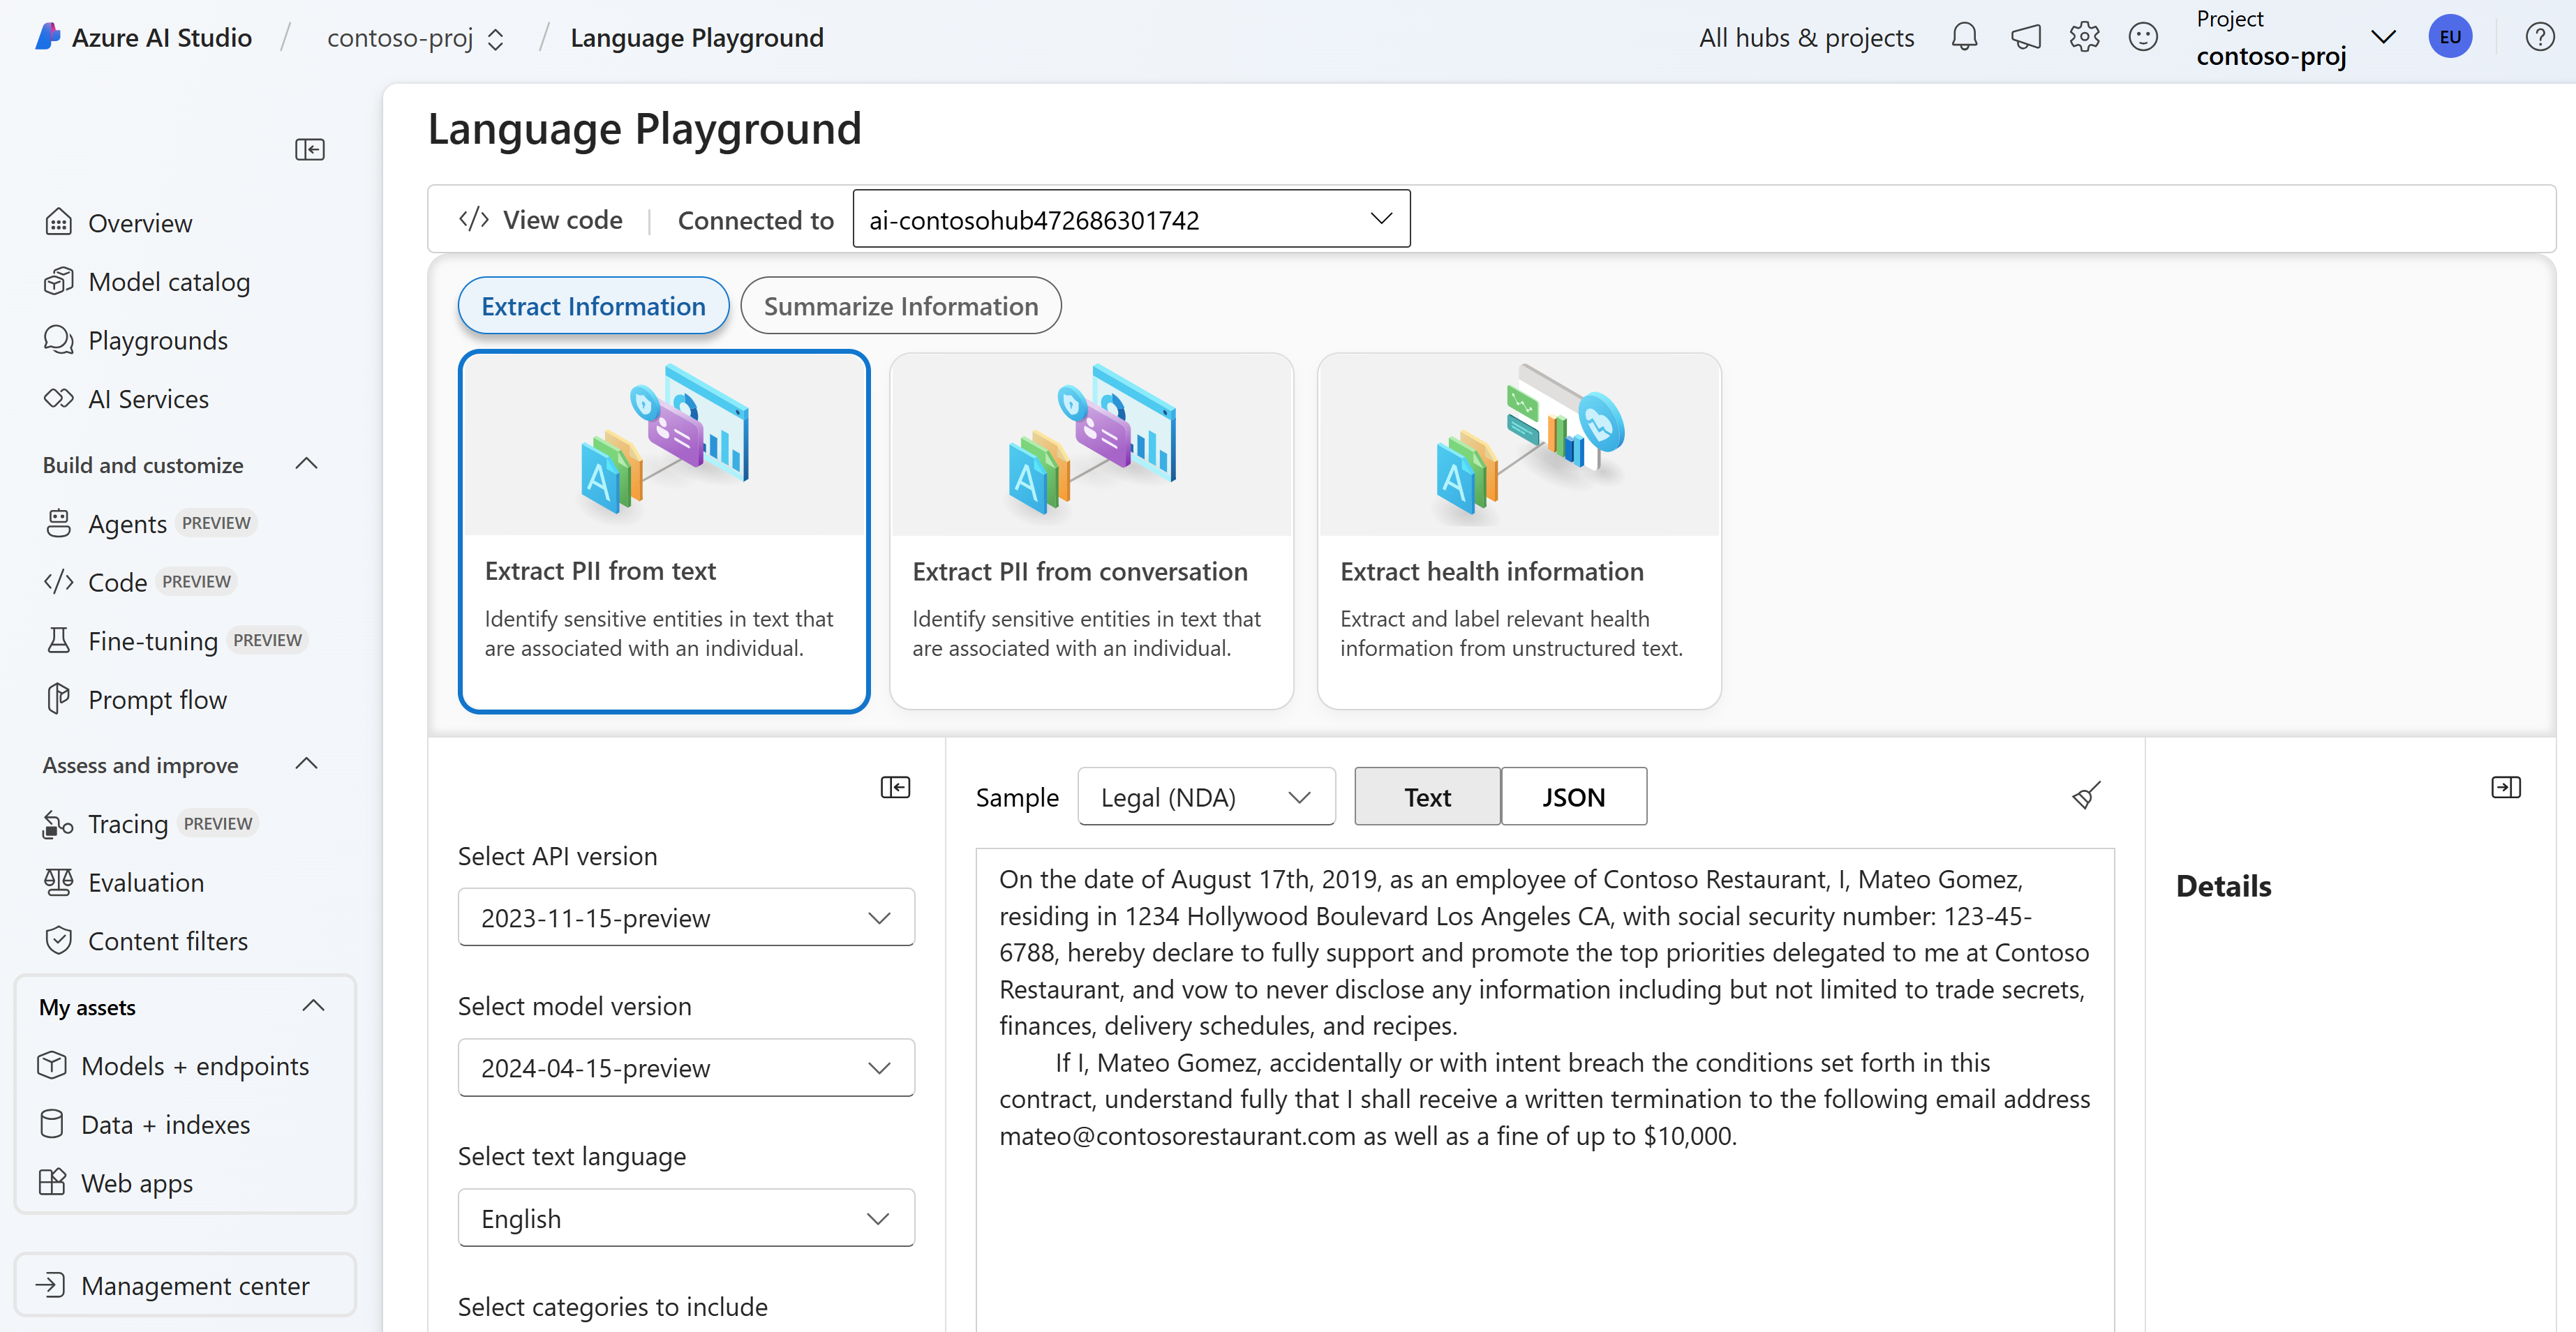 Azure AI Studio / contoso-proj / Language Playground
All hubs & projects
Project
contoso-proj
EU
Overview
Model catalog
Playgrounds
AI Services
Build and customize
Agents PREVIEW
Code PREVIEW
Fine-tuning PREVIEW
Prompt flow
Assess and improve
Tracing PREVIEW
Evaluation
Content filters
My assets
Models + endpoints
Data + indexes
Web apps
Management center
Language Playground
View code | Connected to ai-contosohub472686301742
Extract Information
Summarize Information
Extract PII from text
Identify sensitive entities in text that
are associated with an individual.
Extract PII from conversation
Identify sensitive entities in text that
are associated with an individual.
Extract health information
Extract and label relevant health
information from unstructured text.
Select API version
2023-11-15-preview
Select model version
2024-04-15-preview
Select text language
English
Select categories to include
Sample Legal (NDA) Text JSON
On the date of August 17th, 2019, as an employee of Contoso Restaurant, I, Mateo Gomez,
residing in 1234 Hollywood Boulevard Los Angeles CA, with social security number: 123-45-
6788, hereby declare to fully support and promote the top priorities delegated to me at Contoso
Restaurant, and vow to never disclose any information including but not limited to trade secrets,
finances, delivery schedules, and recipes.
If I, Mateo Gomez, accidentally or with intent breach the conditions set forth in this
contract, understand fully that I shall receive a written termination to the following email address
mateo@contosorestaurant.com as well as a fine of up to $10,000.
Details